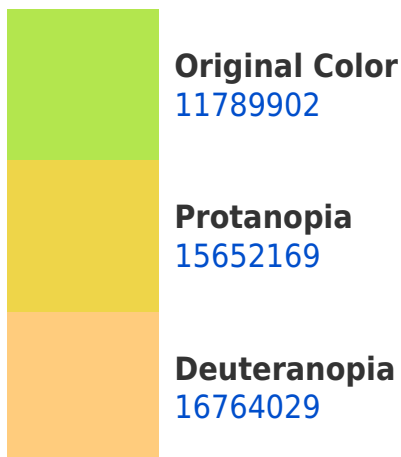 Original Color
11789902
Protanopia
15652169
Deuteranopia
16764029